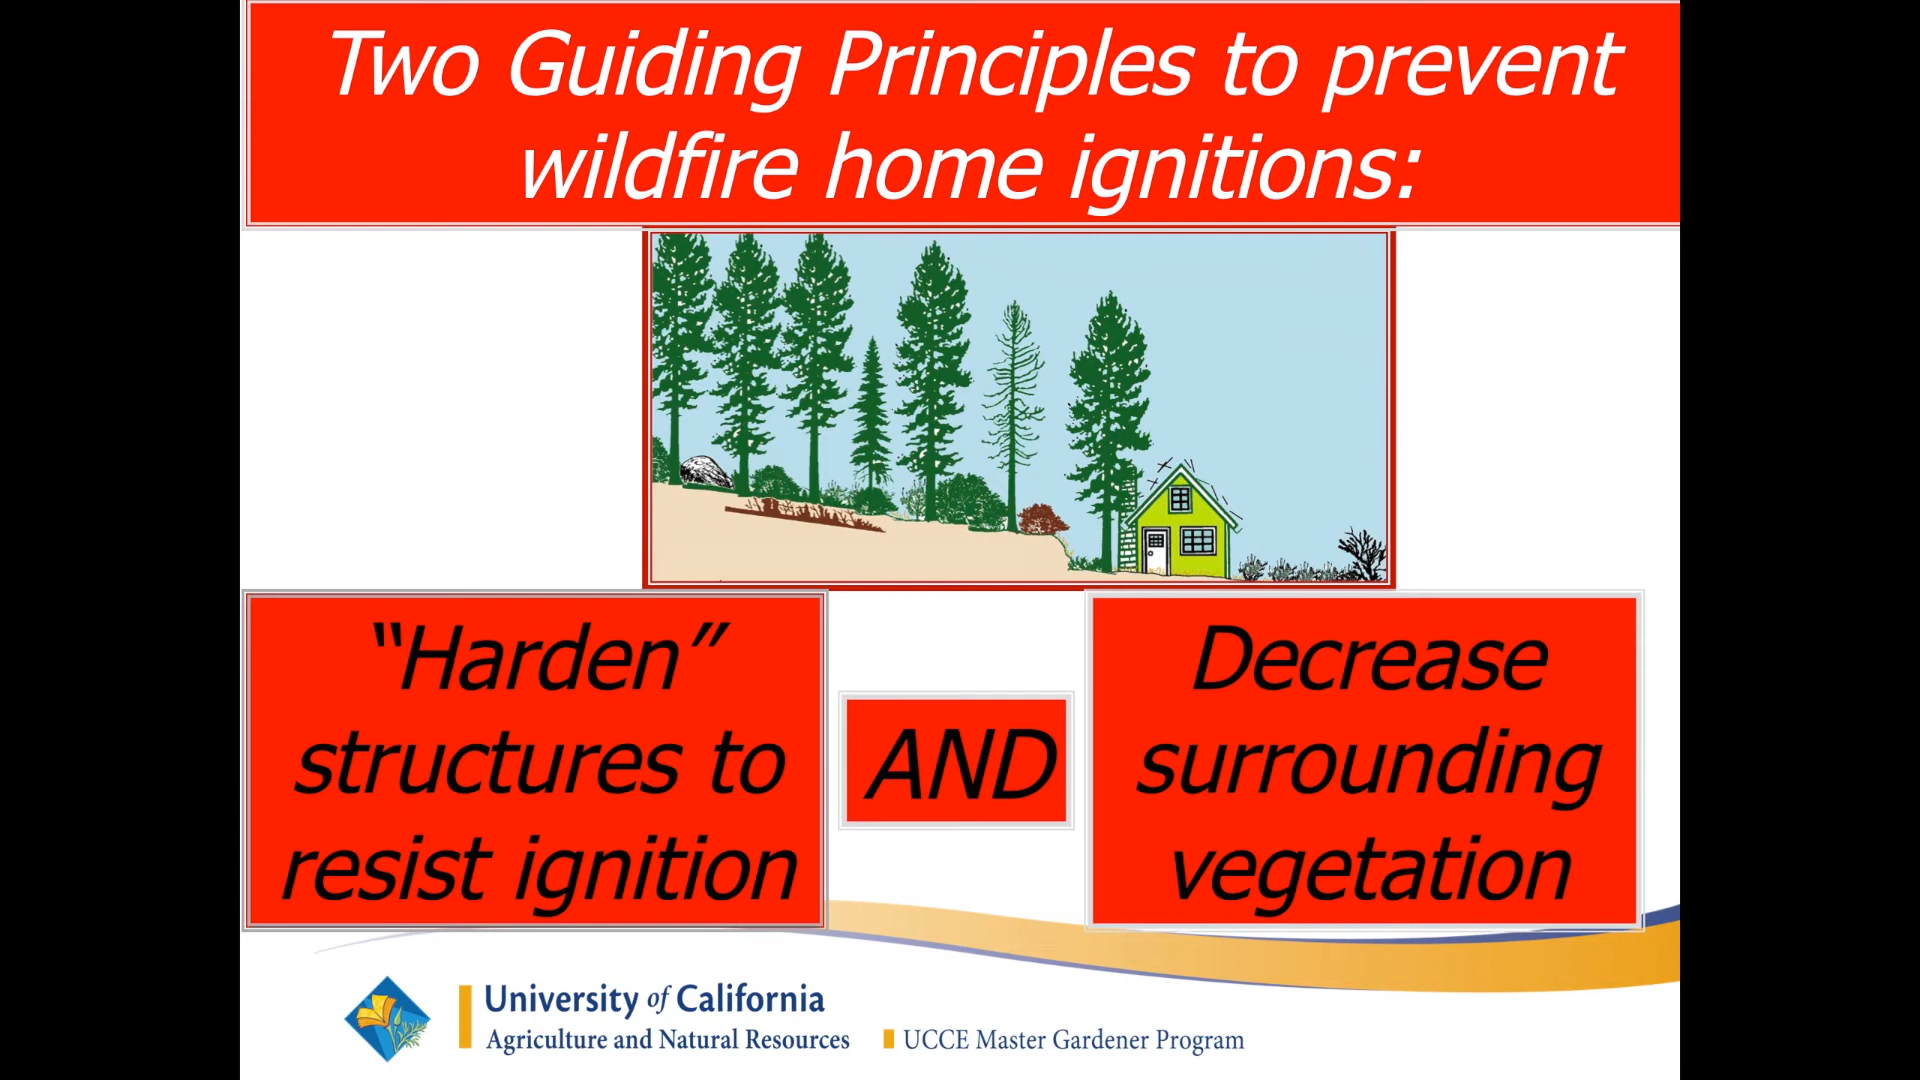 Two Guiding Principles to prevent
wildfire home ignitions:
“Harden”
structures to
resist ignition
AND
Decrease
surrounding
vegetation
University of California
Agriculture and Natural Resources
UCCE Master Gardener Program